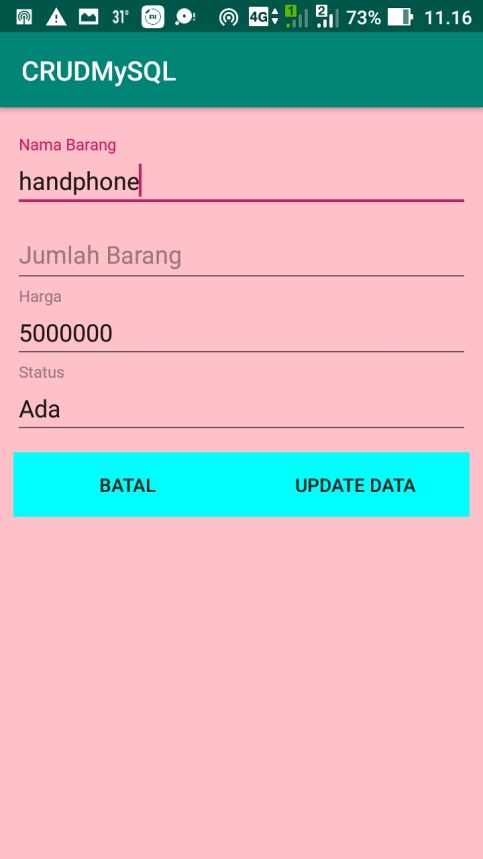 31°
4G
1
2
73%
11.16
CRUDMySQL
Nama Barang
handphone
Jumlah Barang
Harga
5000000
Status
Ada
BATAL
UPDATE DATA